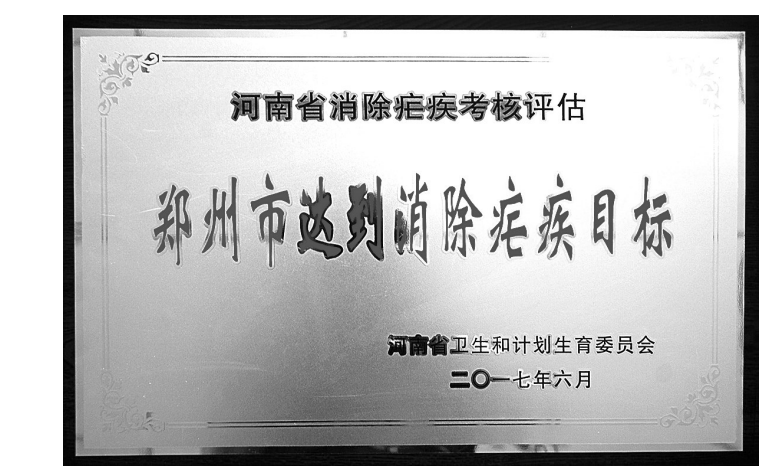 河南省消除疟疾考核评估
郑州市达到消除疟疾目标
河南省卫生和计划生育委员会
二〇一七年六月